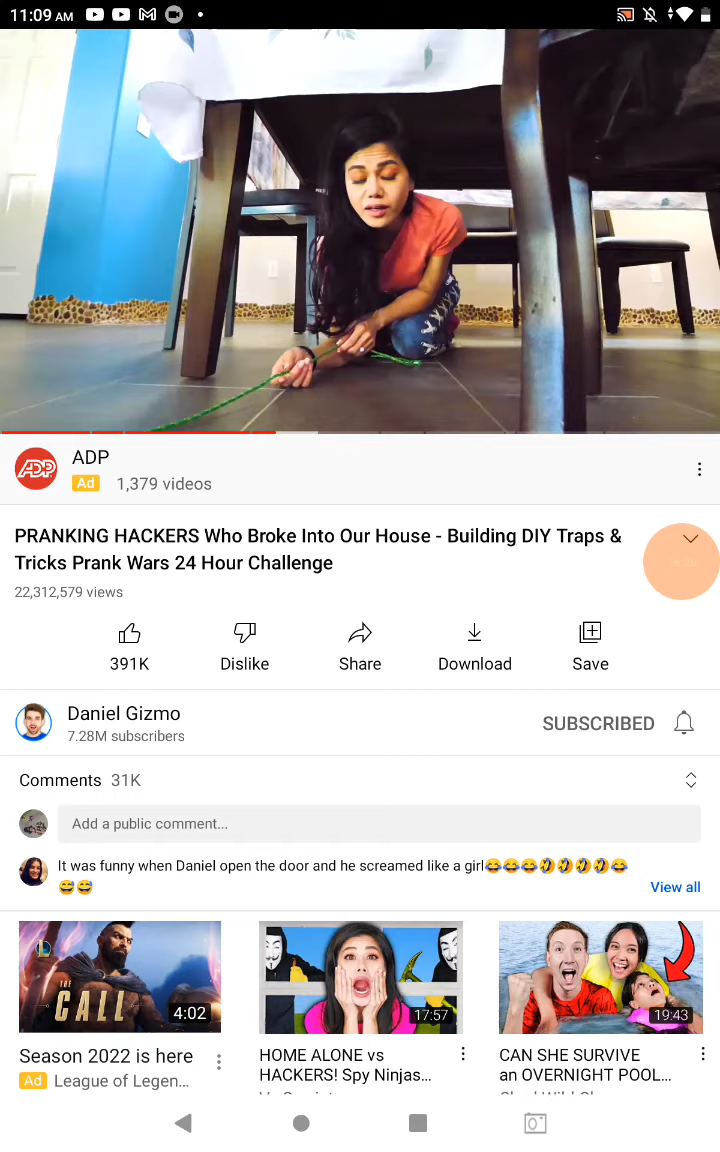 11:09 AM
ADP
ADP
Ad 1,379 videos
PRANKING HACKERS Who Broke Into Our House - Building DIY Traps &
Tricks Prank Wars 24 Hour Challenge
22,312,579 views
391K Dislike Share Download Save
Daniel Gizmo
7.28M subscribers
SUBSCRIBED
Comments 31K
Add a public comment...
It was funny when Daniel open the door and he screamed like a girl😂😂😂🤣🤣🤣🤣😂
😅😅
View all
THE
CALL
4:02
17:57
19:43
Season 2022 is here
Ad League of Legen...
HOME ALONE vs
HACKERS! Spy Ninjas...
CAN SHE SURVIVE
an OVERNIGHT POOL...